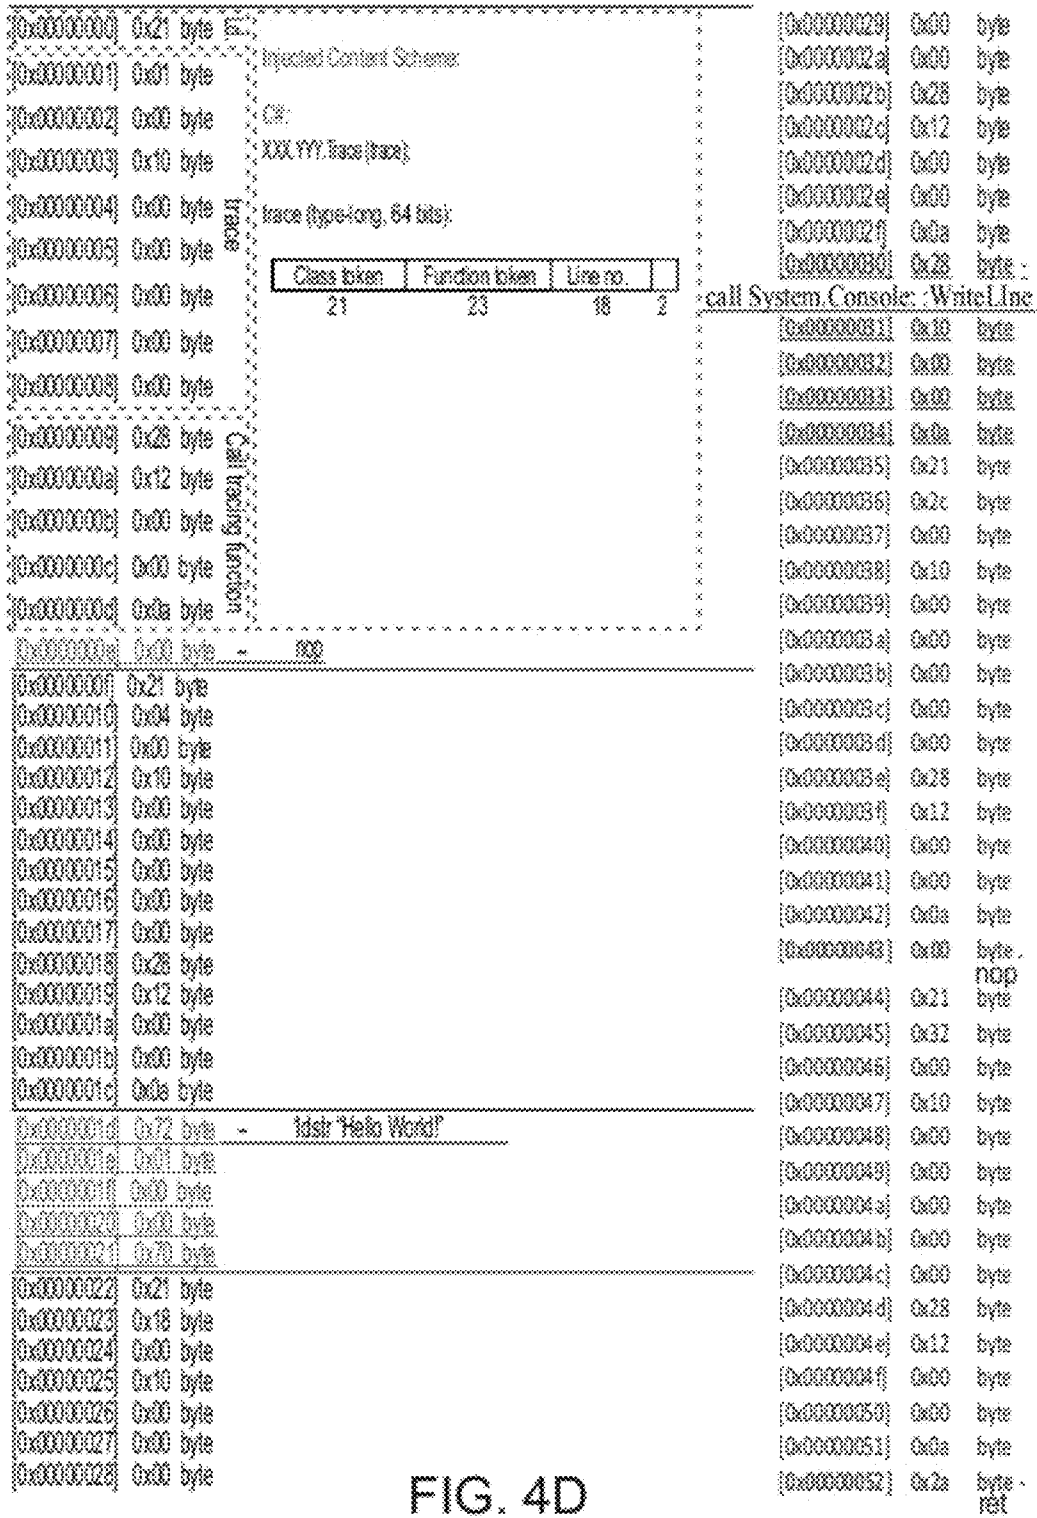 [0x00000000] 0x21 byte
[0x00000001] 0x01 byte
[0x00000002] 0x00 byte
[0x00000003] 0x10 byte
[0x00000004] 0x00 byte
[0x00000005] 0x00 byte
[0x00000006] 0x00 byte
[0x00000007] 0x00 byte
[0x00000008] 0x00 byte
trace
[0x00000009] 0x28 byte
[0x0000000a] 0x12 byte
[0x0000000b] 0x00 byte
[0x0000000c] 0x00 byte
[0x0000000d] 0x0a byte
Call tracing function
Injected Content Scheme:
C#:
XXX.YYY.Trace(trace);
trace (type-long, 64 bits):
Class token Function token Line no.
21 23 18 2
[0x0000000e] 0x00 byte - nop
[0x0000000f] 0x21 byte
[0x00000010] 0x04 byte
[0x00000011] 0x00 byte
[0x00000012] 0x10 byte
[0x00000013] 0x00 byte
[0x00000014] 0x00 byte
[0x00000015] 0x00 byte
[0x00000016] 0x00 byte
[0x00000017] 0x00 byte
[0x00000018] 0x28 byte
[0x00000019] 0x12 byte
[0x0000001a] 0x00 byte
[0x0000001b] 0x00 byte
[0x0000001c] 0x0a byte
[0x0000001d] 0x72 byte - ldstr "Hello World!"
[0x0000001e] 0x01 byte
[0x0000001f] 0x00 byte
[0x00000020] 0x00 byte
[0x00000021] 0x70 byte
[0x00000022] 0x21 byte
[0x00000023] 0x18 byte
[0x00000024] 0x00 byte
[0x00000025] 0x10 byte
[0x00000026] 0x00 byte
[0x00000027] 0x00 byte
[0x00000028] 0x00 byte
[0x00000029] 0x00 byte
[0x0000002a] 0x00 byte
[0x0000002b] 0x28 byte
[0x0000002c] 0x12 byte
[0x0000002d] 0x00 byte
[0x0000002e] 0x00 byte
[0x0000002f] 0x0a byte
[0x00000030] 0x28 byte -
call System.Console: :WriteLIne
[0x00000031] 0x10 byte
[0x00000032] 0x00 byte
[0x00000033] 0x00 byte
[0x00000034] 0x0a byte
[0x00000035] 0x21 byte
[0x00000036] 0x2c byte
[0x00000037] 0x00 byte
[0x00000038] 0x10 byte
[0x00000039] 0x00 byte
[0x0000003a] 0x00 byte
[0x0000003b] 0x00 byte
[0x0000003c] 0x00 byte
[0x0000003d] 0x00 byte
[0x0000003e] 0x28 byte
[0x0000003f] 0x12 byte
[0x00000040] 0x00 byte
[0x00000041] 0x00 byte
[0x00000042] 0x0a byte
[0x00000043] 0x00 byte -
nop
[0x00000044] 0x21 byte
[0x00000045] 0x32 byte
[0x00000046] 0x00 byte
[0x00000047] 0x10 byte
[0x00000048] 0x00 byte
[0x00000049] 0x00 byte
[0x0000004a] 0x00 byte
[0x0000004b] 0x00 byte
[0x0000004c] 0x00 byte
[0x0000004d] 0x28 byte
[0x0000004e] 0x12 byte
[0x0000004f] 0x00 byte
[0x00000050] 0x00 byte
[0x00000051] 0x0a byte
[0x00000052] 0x2a byte -
ret
FIG. 4D